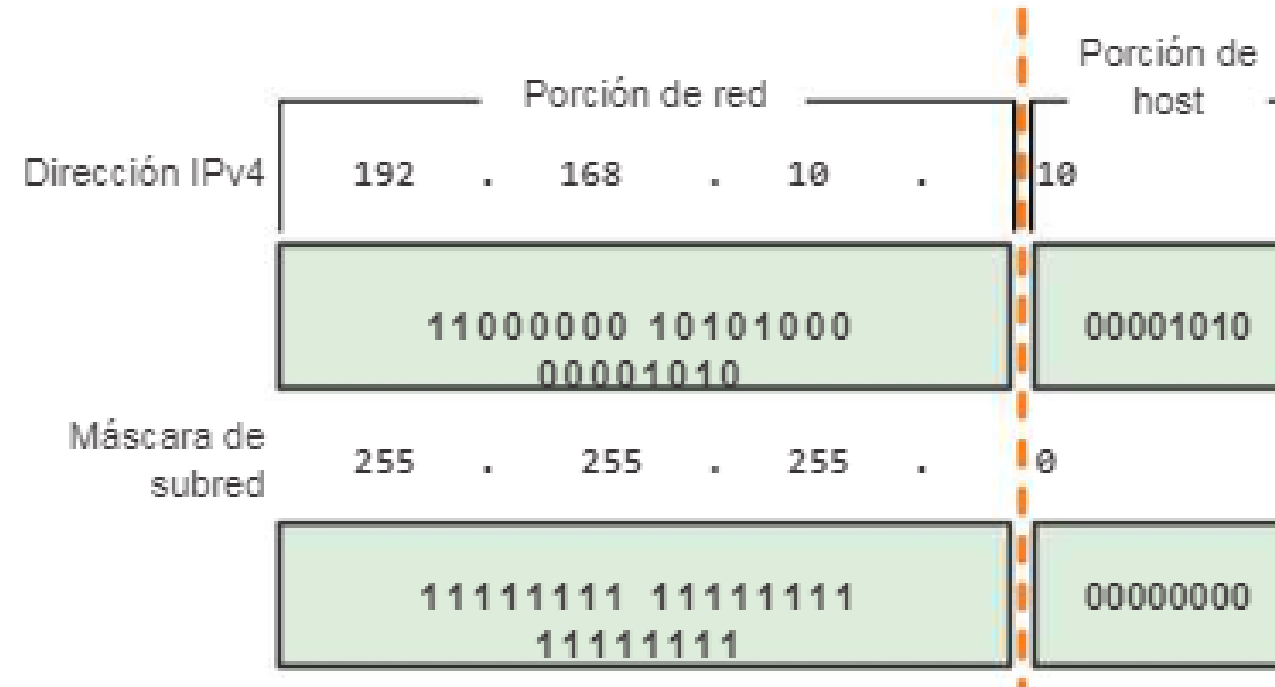 Porción de red
Porción de
host
Dirección IPv4 192 . 168 . 10 . 10
11000000 10101000
00001010
00001010
Máscara de
subred
255 . 255 . 255 . 0
11111111 11111111
11111111
00000000